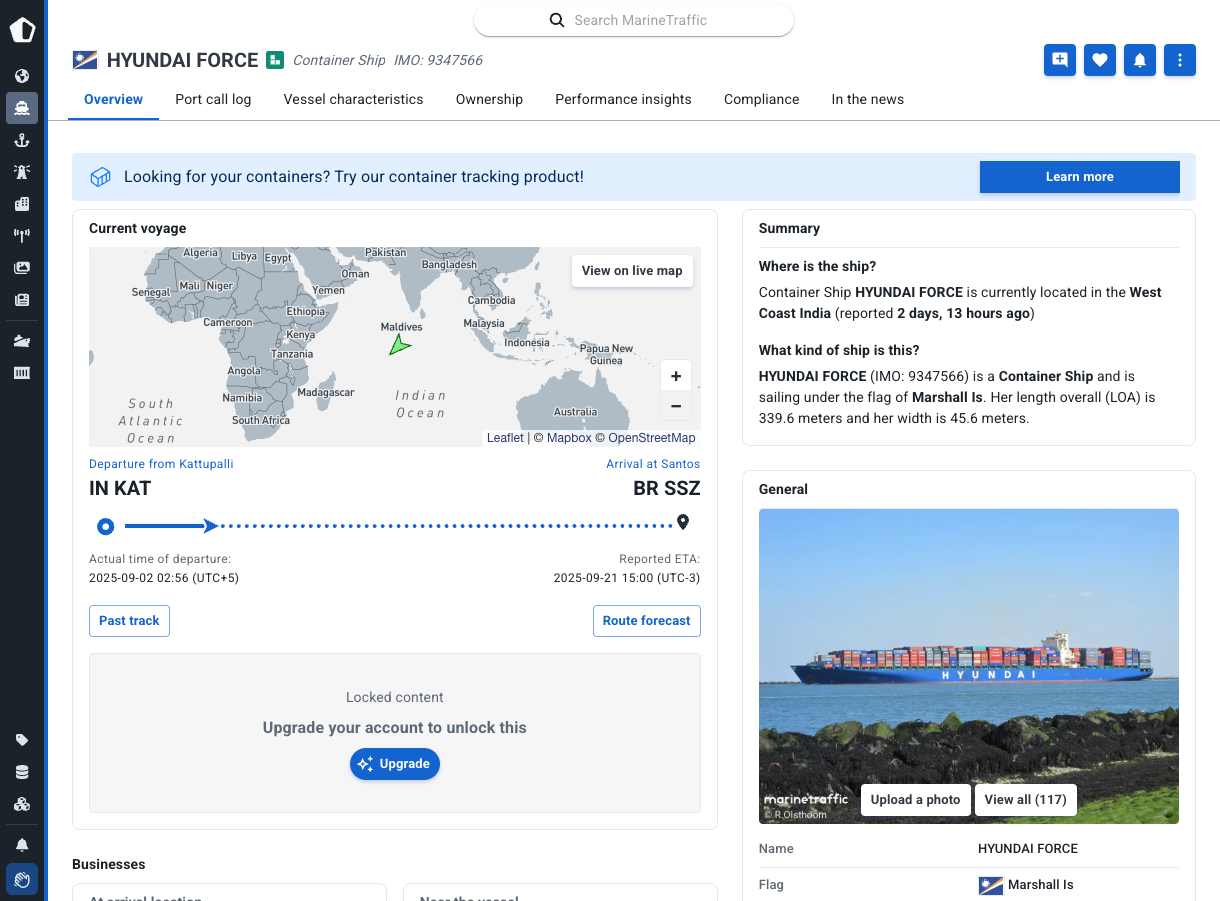 Search MarineTraffic
HYUNDAI FORCE Container Ship IMO: 9347566
Overview Port call log Vessel characteristics Ownership Performance insights Compliance In the news
Looking for your containers? Try our container tracking product!
Learn more
Current voyage
View on live map
Algeria
Libya
Egypt
Pakistan
Bangladesh
Oman
Mali
Niger
Senegal
Yemen
Cambodia
Ethiopia
Cameroon
Malaysia
Maldives
Kenya
Indonesia
Papua New
Guinea
Tanzania
Angola
Namibia
Madagascar
Indian
Ocean
South
Atlantic
Ocean
South Africa
Australia
+
−
Leaflet | © Mapbox © OpenStreetMap
Departure from Kattupalli
Arrival at Santos
IN KAT
BR SSZ
Actual time of departure:
Reported ETA:
2025-09-02 02:56 (UTC+5)
2025-09-21 15:00 (UTC-3)
Past track
Route forecast
Locked content
Upgrade your account to unlock this
Upgrade
Businesses
At arrival location
Near the vessel
Summary
Where is the ship?
Container Ship HYUNDAI FORCE is currently located in the West
Coast India (reported 2 days, 13 hours ago)
What kind of ship is this?
HYUNDAI FORCE (IMO: 9347566) is a Container Ship and is
sailing under the flag of Marshall Is. Her length overall (LOA) is
339.6 meters and her width is 45.6 meters.
General
HYUNDAI
marinetraffic
© R.Olsthoorn
Upload a photo
View all (117)
Name HYUNDAI FORCE
Flag Marshall Is